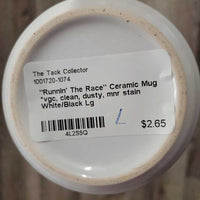 The Tack Collector
1001720-1074
"Runnin' The Race" Ceramic Mug
*vgc, clean, dusty, mnr stain
White/Black Lg
4L2S5Q
$2.65
L